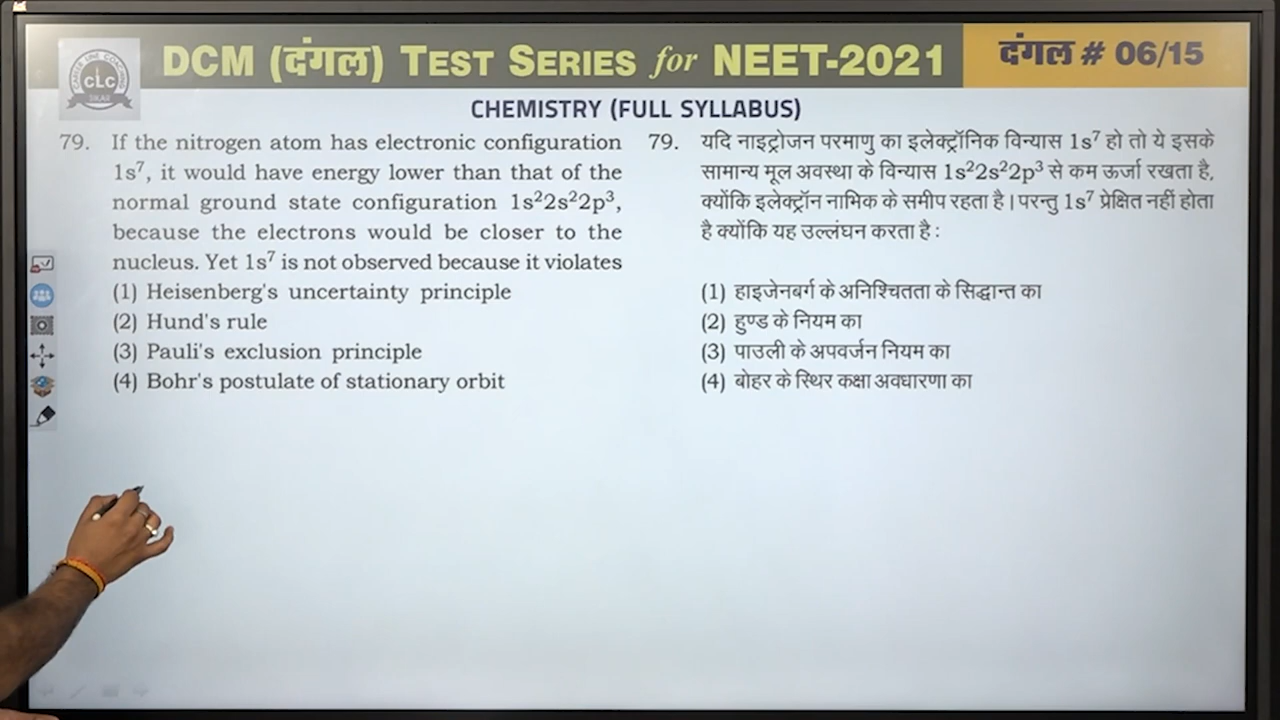 DCM (दंगल) TEST SERIES for NEET-2021
दंगल # 06/15
CLC
SIKAR
CHEMISTRY (FULL SYLLABUS)
79. If the nitrogen atom has electronic configuration
1s⁷, it would have energy lower than that of the
normal ground state configuration 1s²2s²2p³,
because the electrons would be closer to the
nucleus. Yet 1s⁷ is not observed because it violates
(1) Heisenberg's uncertainty principle
(2) Hund's rule
(3) Pauli's exclusion principle
(4) Bohr's postulate of stationary orbit
79. यदि नाइट्रोजन परमाणु का इलेक्ट्रॉनिक विन्यास 1s⁷ हो तो ये इसके
सामान्य मूल अवस्था के विन्यास 1s²2s²2p³ से कम ऊर्जा रखता है,
क्योंकि इलेक्ट्रॉन नाभिक के समीप रहता है। परन्तु 1s⁷ प्रेक्षित नहीं होता
है क्योंकि यह उल्लंघन करता है :
(1) हाइजेनबर्ग के अनिश्चितता के सिद्धान्त का
(2) हुण्ड के नियम का
(3) पाउली के अपवर्जन नियम का
(4) बोहर के स्थिर कक्षा अवधारणा का